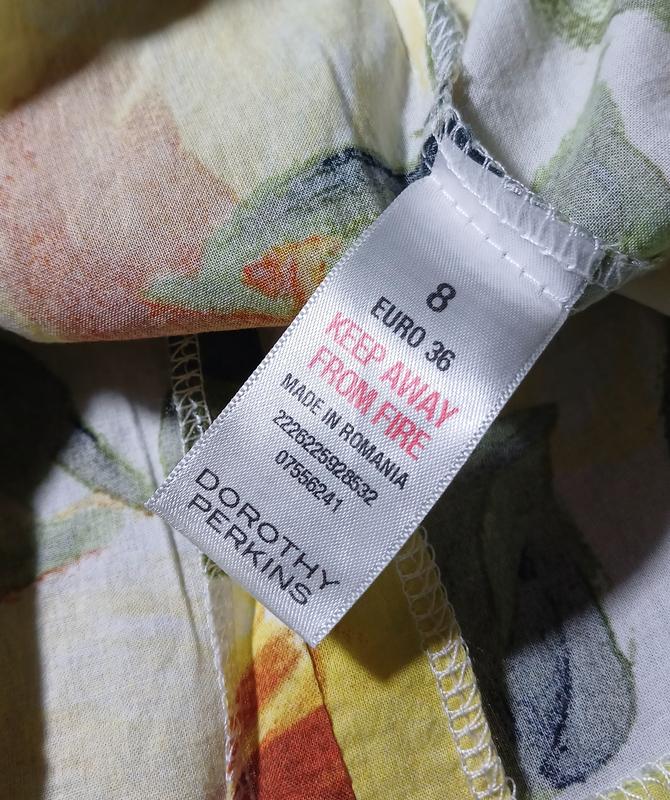 8
EURO 36
KEEP AWAY
FROM FIRE
MADE IN ROMANIA
2226225928532
07556241
DOROTHY
PERKINS